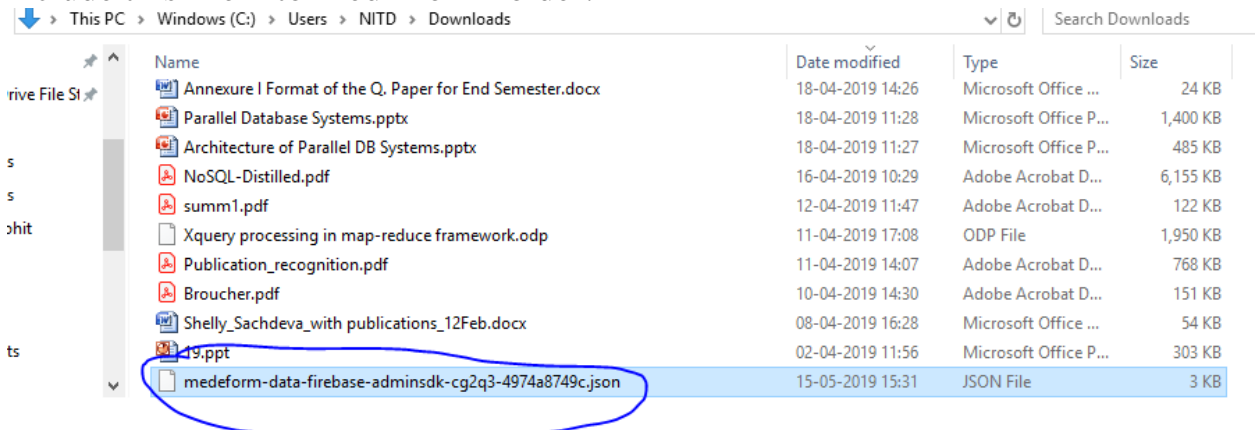 This PC > Windows (C:) > Users > NITD > Downloads
Search Downloads
Name Date modified Type Size
rive File St
Annexure I Format of the Q. Paper for End Semester.docx 18-04-2019 14:26 Microsoft Office ... 24 KB
Parallel Database Systems.pptx 18-04-2019 11:28 Microsoft Office P... 1,400 KB
Architecture of Parallel DB Systems.pptx 18-04-2019 11:27 Microsoft Office P... 485 KB
s
NoSQL-Distilled.pdf 16-04-2019 10:29 Adobe Acrobat D... 6,155 KB
s
summ1.pdf 12-04-2019 11:47 Adobe Acrobat D... 122 KB
ohit
Xquery processing in map-reduce framework.odp 11-04-2019 17:08 ODP File 1,950 KB
Publication_recognition.pdf 11-04-2019 14:07 Adobe Acrobat D... 768 KB
Broucher.pdf 10-04-2019 14:30 Adobe Acrobat D... 151 KB
Shelly_Sachdeva_with publications_12Feb.docx 08-04-2019 16:28 Microsoft Office ... 54 KB
ts
19.ppt 02-04-2019 11:56 Microsoft Office P... 303 KB
medeform-data-firebase-adminsdk-cg2q3-4974a8749c.json 15-05-2019 15:31 JSON File 3 KB